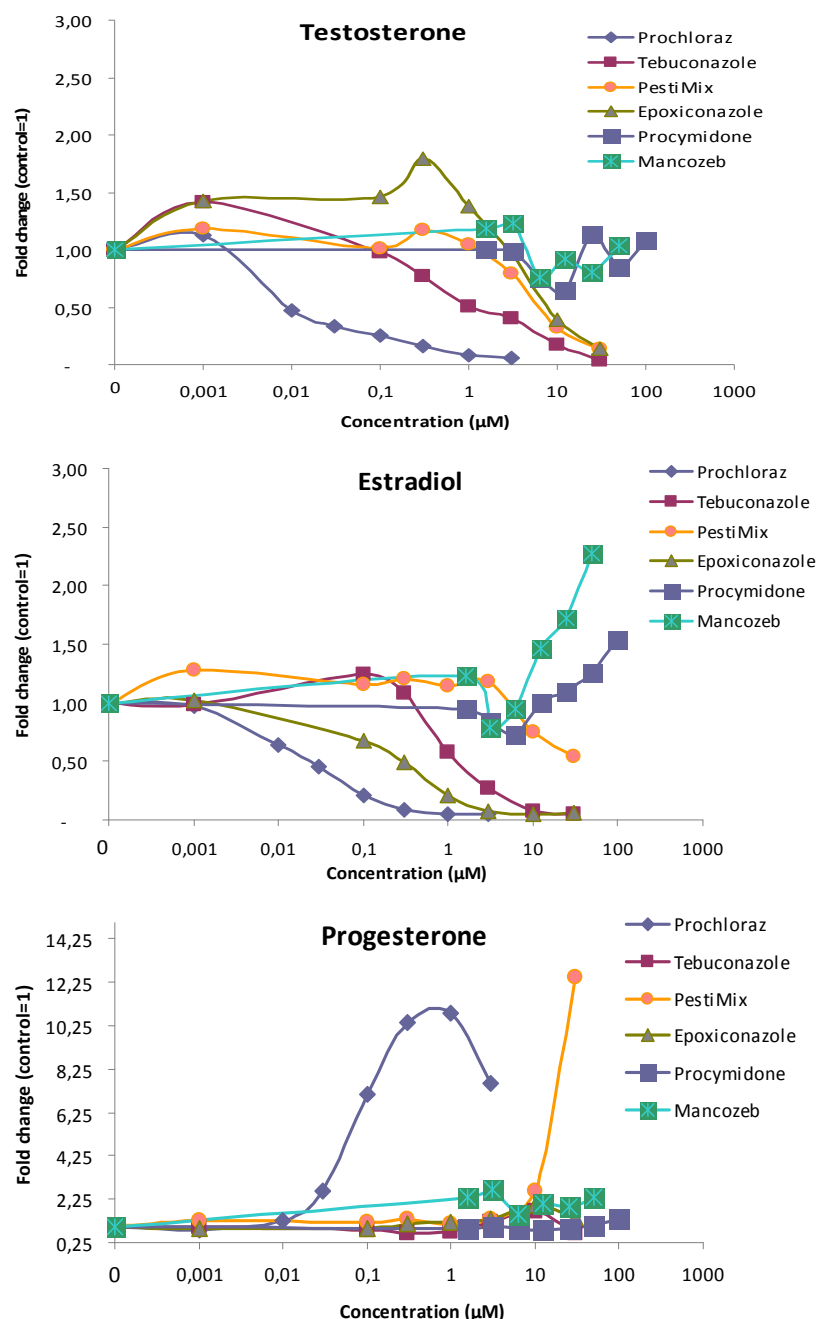 Testosterone
Fold change (control=1)
3,00
2,50
2,00
1,50
1,00
0,50
-
0 0,001 0,01 0,1 1 10 100 1000
Concentration (µM)
Prochloraz
Tebuconazole
PestiMix
Epoxiconazole
Procymidone
Mancozeb
Estradiol
Fold change (control=1)
3,00
2,50
2,00
1,50
1,00
0,50
-
0 0,001 0,01 0,1 1 10 100 1000
Concentration (µM)
Prochloraz
Tebuconazole
PestiMix
Epoxiconazole
Procymidone
Mancozeb
Progesterone
Fold change (control=1)
14,25
12,25
10,25
8,25
6,25
4,25
2,25
0,25
0 0,001 0,01 0,1 1 10 100 1000
Concentration (µM)
Prochloraz
Tebuconazole
PestiMix
Epoxiconazole
Procymidone
Mancozeb